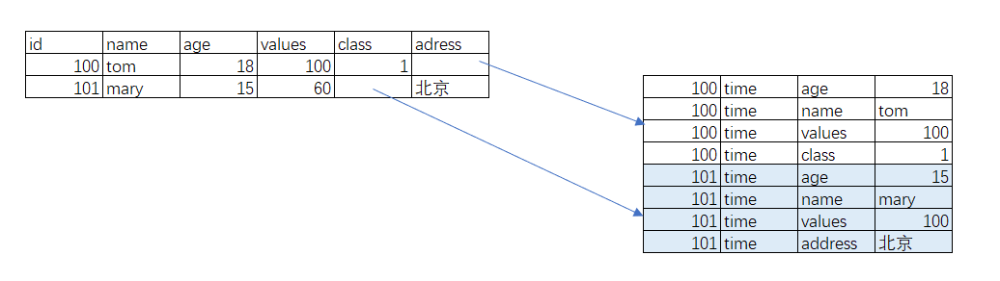 id name age values class adress
100 tom 18 100 1
101 mary 15 60 北京
100 time age 18
100 time name tom
100 time values 100
100 time class 1
101 time age 15
101 time name mary
101 time values 100
101 time address 北京